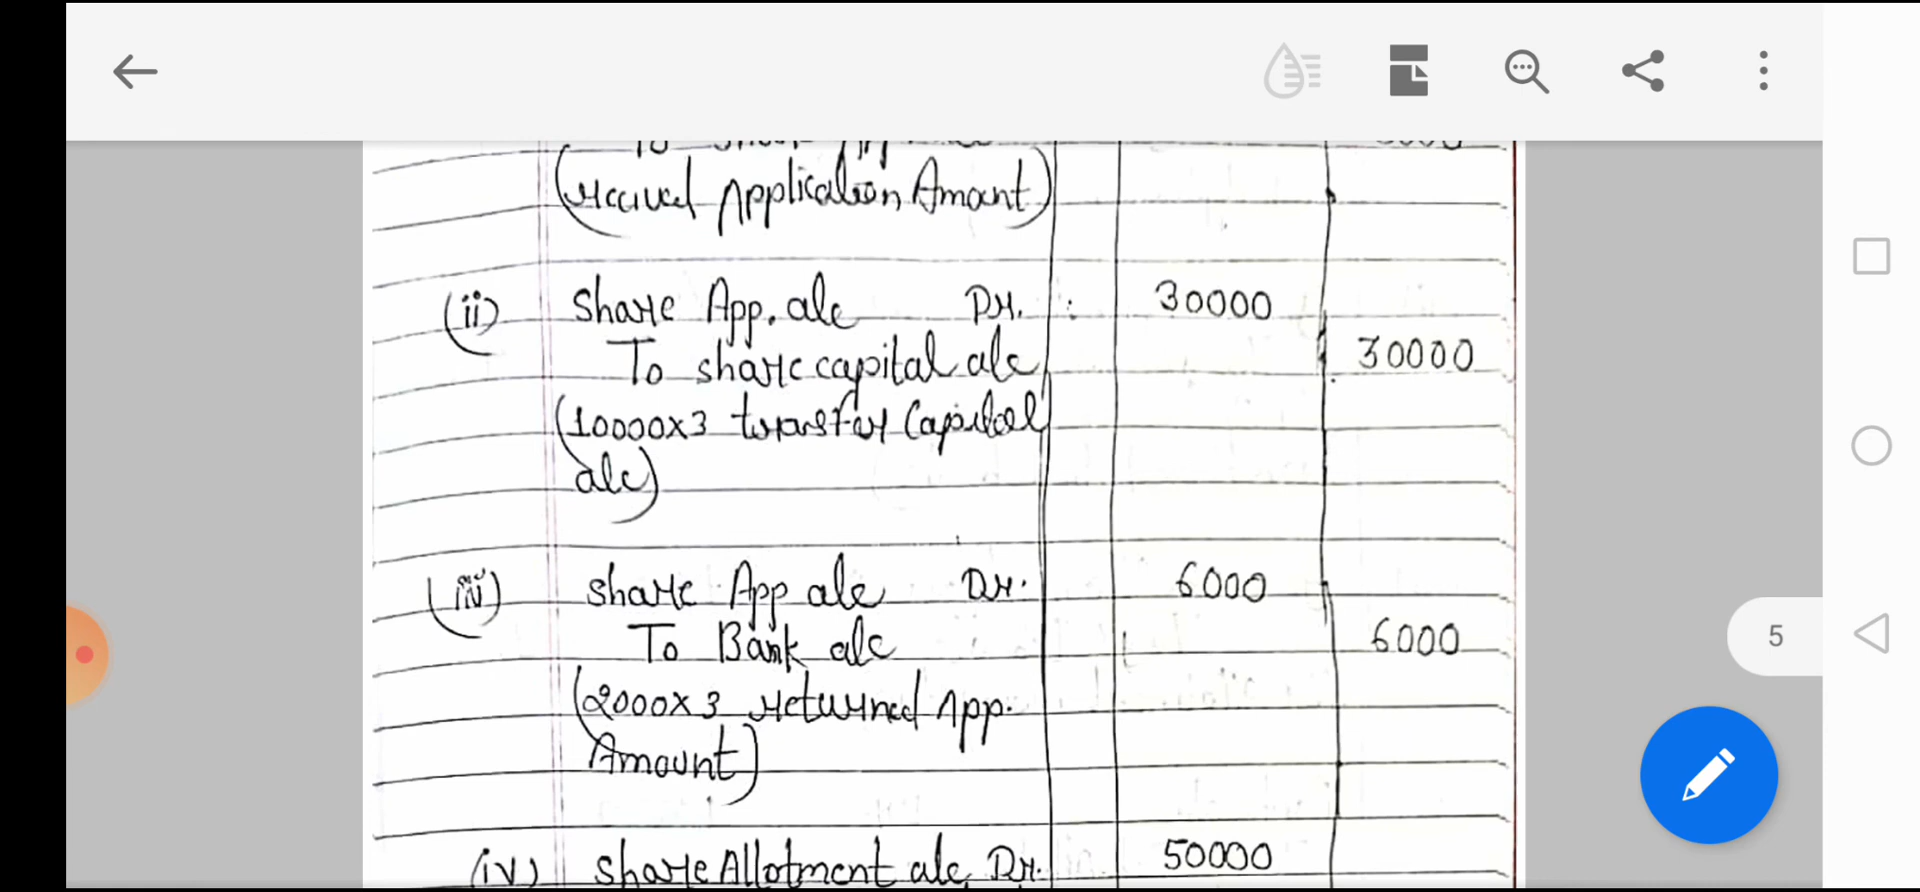 (Received Application Amount)
(ii) Share App. a/c Dr. 30000
To share capital a/c 30000
(10000x3 transfer Capital
a/c)
(iii) Share App a/c Dr. 6000
To Bank a/c 6000
(2000x3 returned App.
Amount)
(iv) Share Allotment a/c Dr. 50000
5